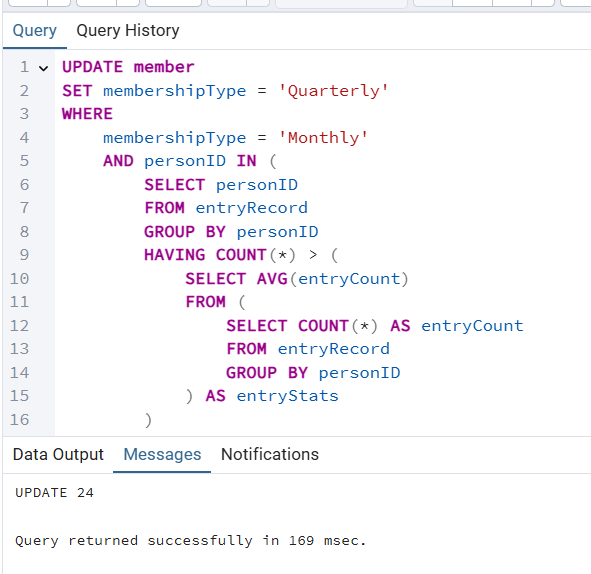 Query Query History
1 UPDATE member
2 SET membershipType = 'Quarterly'
3 WHERE
4 membershipType = 'Monthly'
5 AND personID IN (
6 SELECT personID
7 FROM entryRecord
8 GROUP BY personID
9 HAVING COUNT(*) > (
10 SELECT AVG(entryCount)
11 FROM (
12 SELECT COUNT(*) AS entryCount
13 FROM entryRecord
14 GROUP BY personID
15 ) AS entryStats
16 )
Data Output Messages Notifications
UPDATE 24
Query returned successfully in 169 msec.